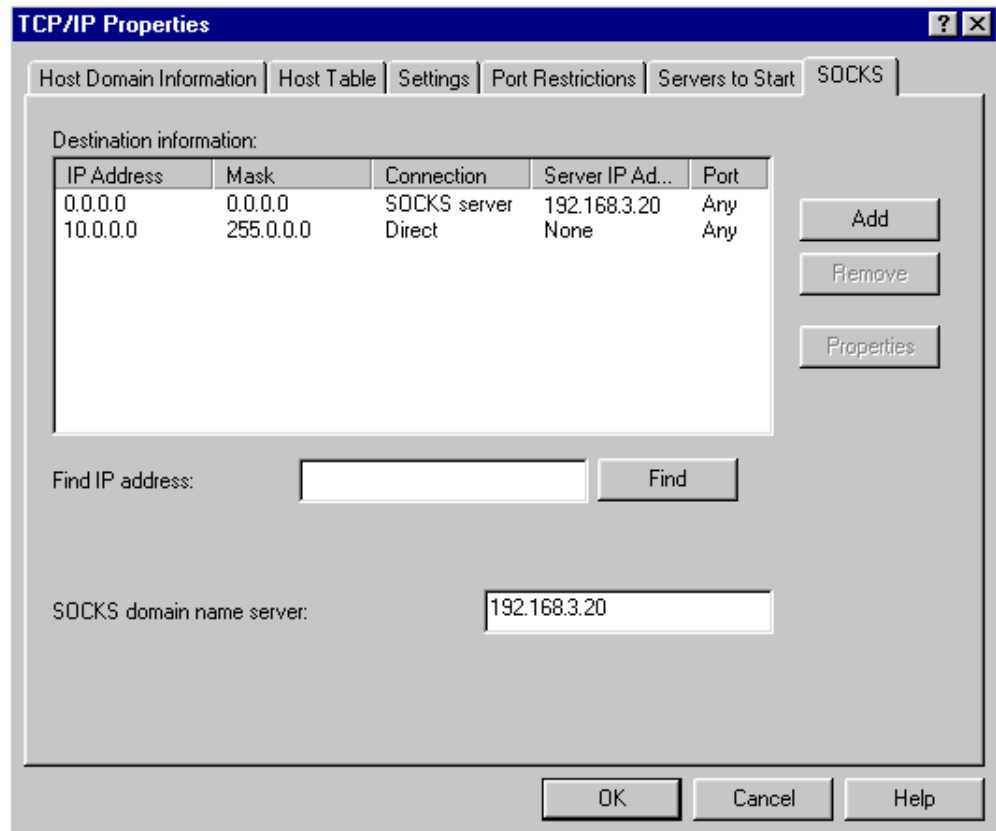 TCP/IP Properties ? X
Host Domain Information Host Table Settings Port Restrictions Servers to Start SOCKS
Destination information:
IP Address Mask Connection Server IP Ad... Port
0.0.0.0 0.0.0.0 SOCKS server 192.168.3.20 Any
10.0.0.0 255.0.0.0 Direct None Any
Add
Remove
Properties
Find IP address: Find
SOCKS domain name server: 192.168.3.20
OK Cancel Help